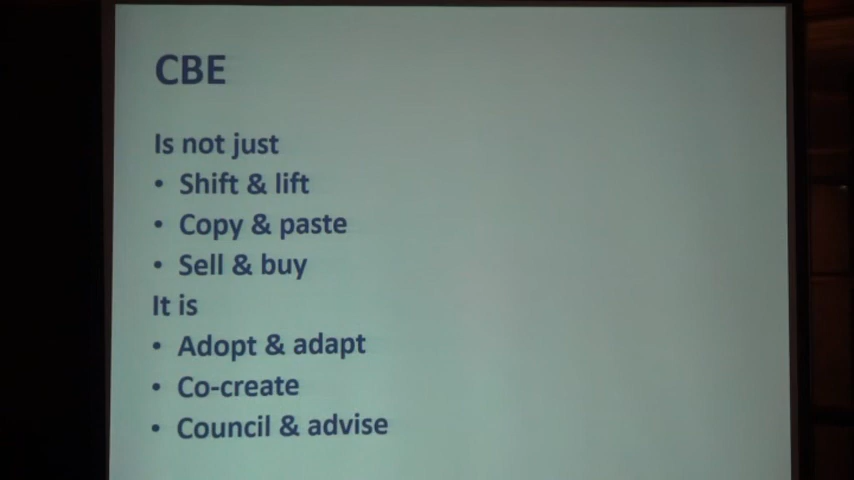 CBE
Is not just
• Shift & lift
• Copy & paste
• Sell & buy
It is
• Adopt & adapt
• Co-create
• Council & advise